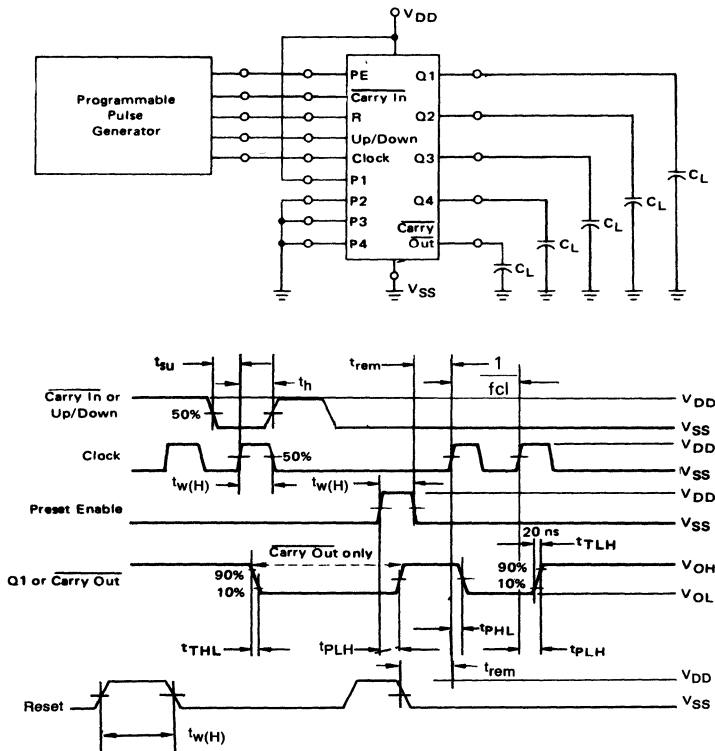 VDD
Programmable
Pulse
Generator
PE
Carry In
R
Up/Down
Clock
P1
P2
P3
P4
Q1
Q2
Q3
Q4
Carry
Out
CL
CL
CL
CL
CL
VSS
tsu
th
trem
1
fcl
Carry In or
Up/Down
50%
VDD
VSS
Clock
50%
VDD
VSS
tw(H)
tw(H)
Preset Enable
VDD
VSS
20 ns
tTLH
Carry Out only
Q1 or Carry Out
90%
10%
90%
10%
VOH
VOL
tTHL
tPLH
tPHL
tPLH
trem
VDD
Reset
VSS
tw(H)